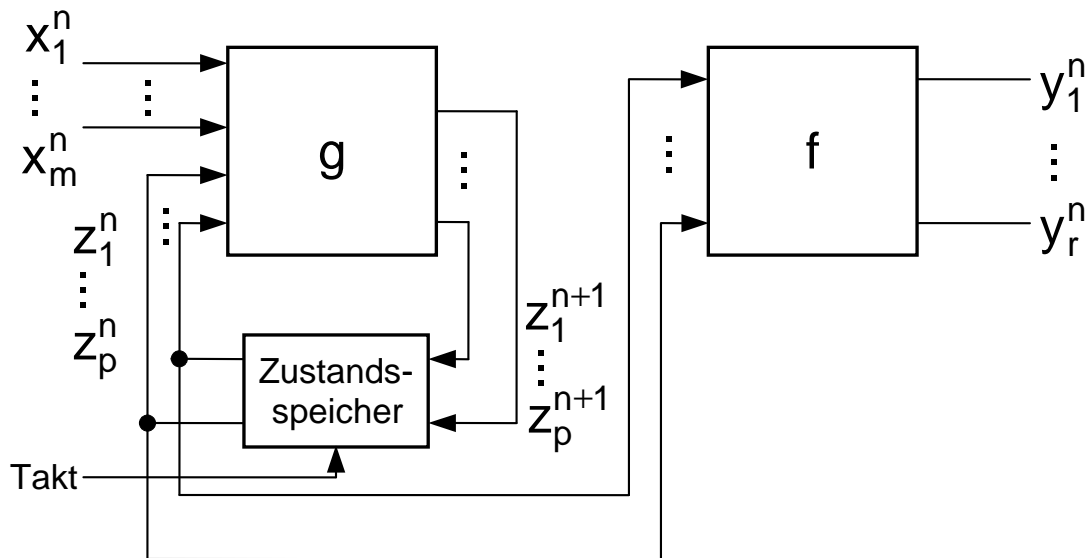 x₁ⁿ
xₘⁿ
g
z₁ⁿ
zₚⁿ
Zustands-
speicher
Takt
z₁ⁿ⁺¹
zₚⁿ⁺¹
f
y₁ⁿ
yᵣⁿ